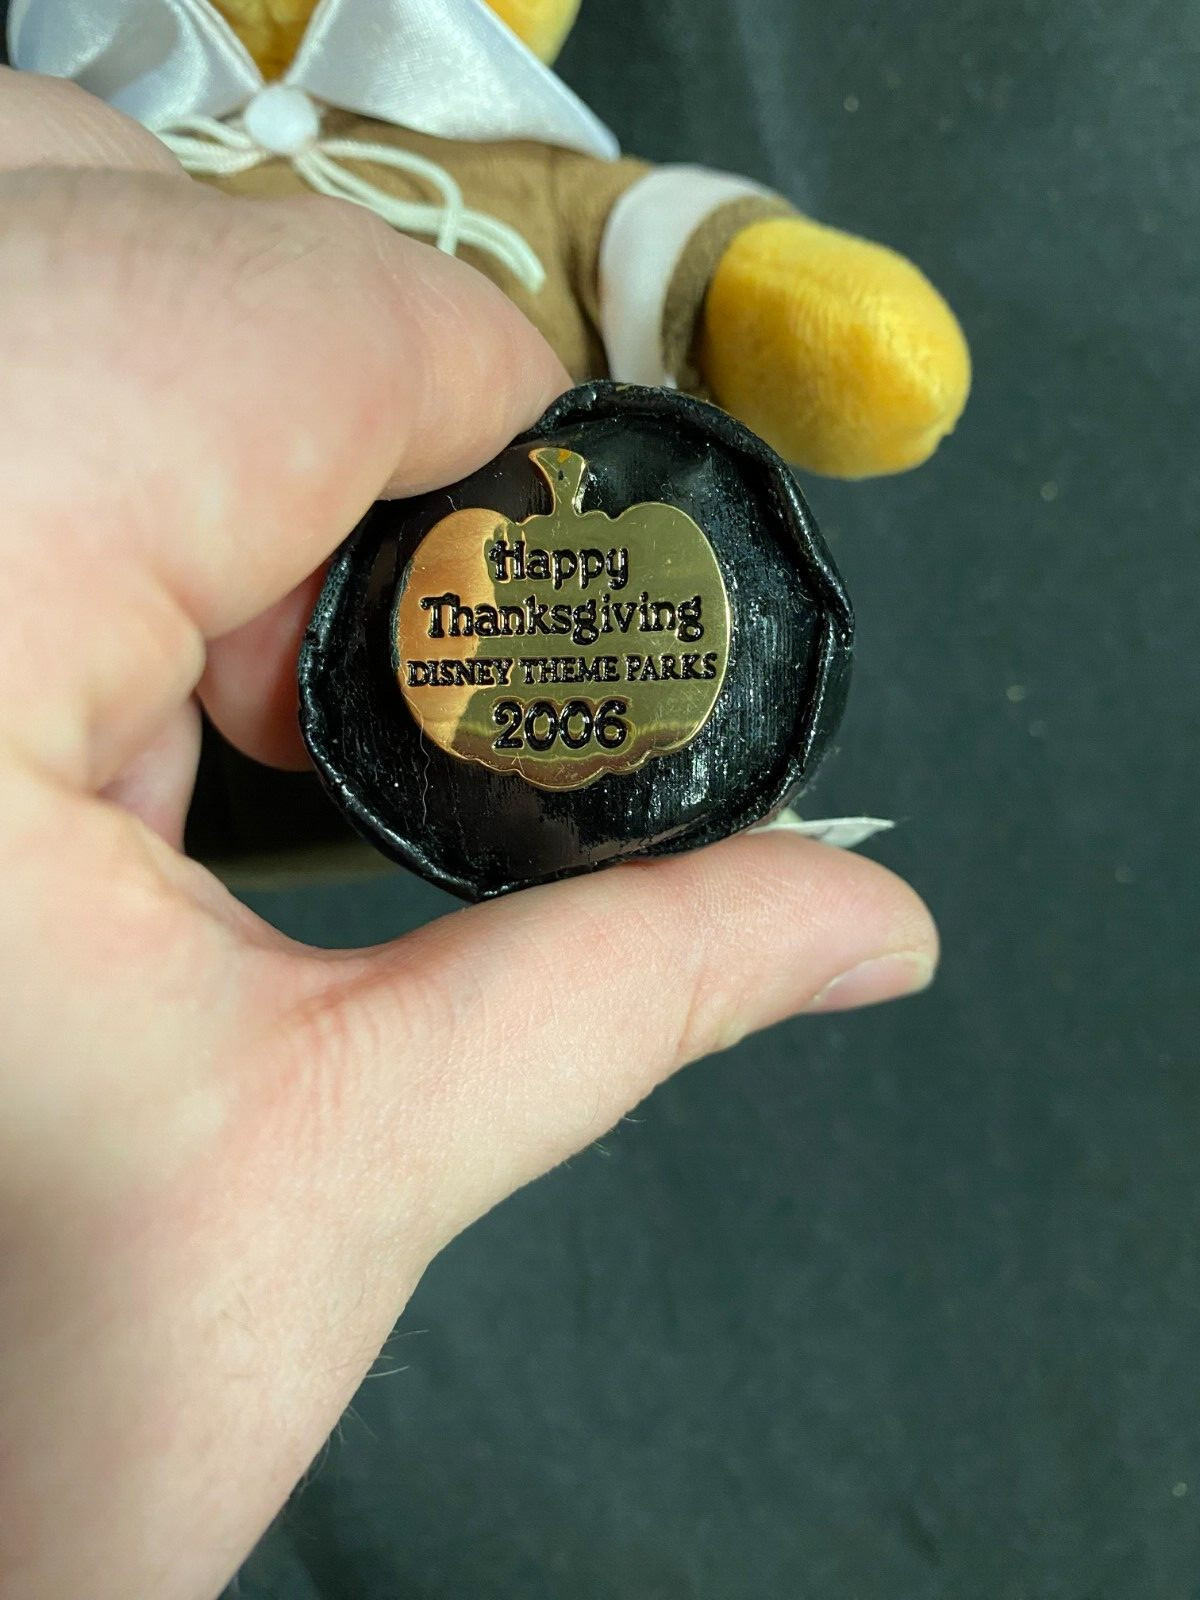 Happy
Thanksgiving
DISNEY THEME PARKS
2006